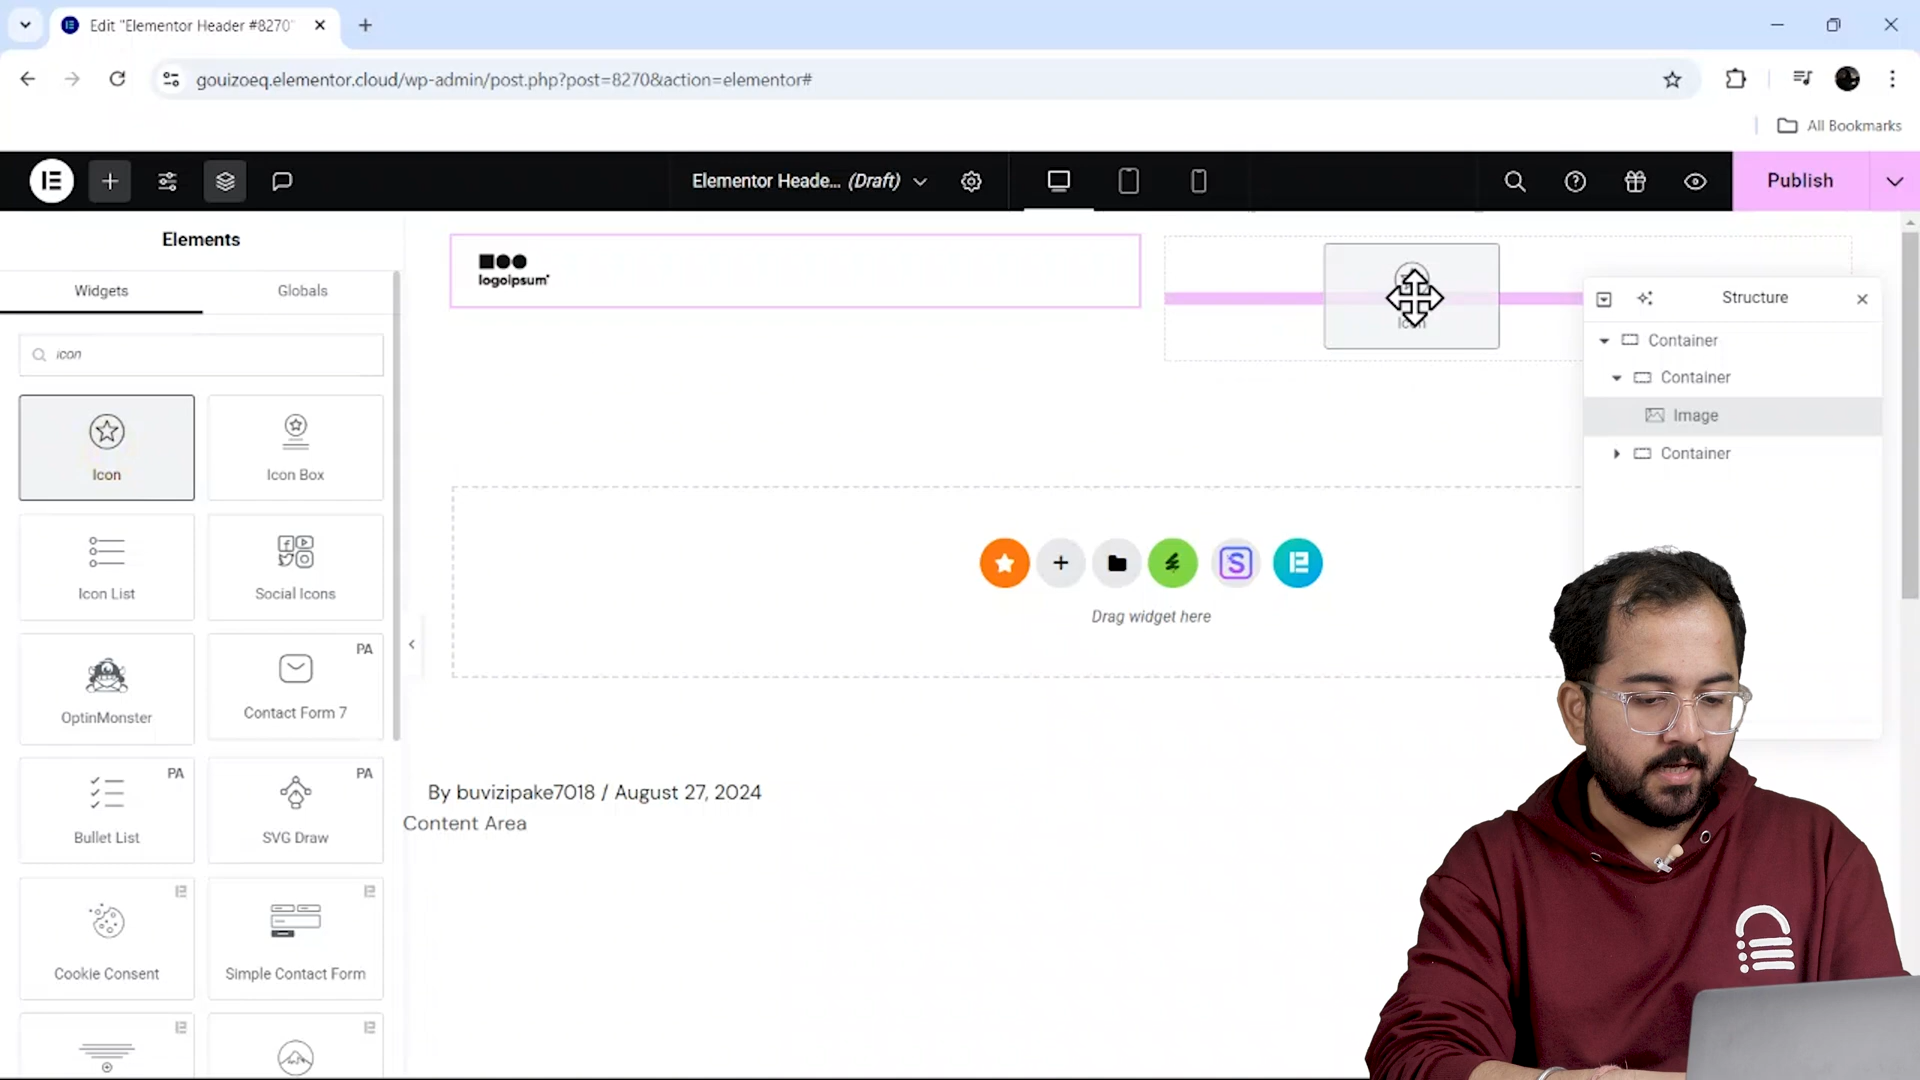 Edit "Elementor Header #8270"
gouizoeq.elementor.cloud/wp-admin/post.php?post=8270&action=elementor#
All Bookmarks
Elementor Heade... (Draft)
Publish
Elements
Widgets
Globals
icon
Icon
Icon Box
Icon List
Social Icons
OptinMonster
PA
Contact Form 7
PA
Bullet List
PA
SVG Draw
Cookie Consent
Simple Contact Form
logoipsum
Icon
Structure
Container
Container
Image
Container
Drag widget here
By buvizipake7018 / August 27, 2024
Content Area